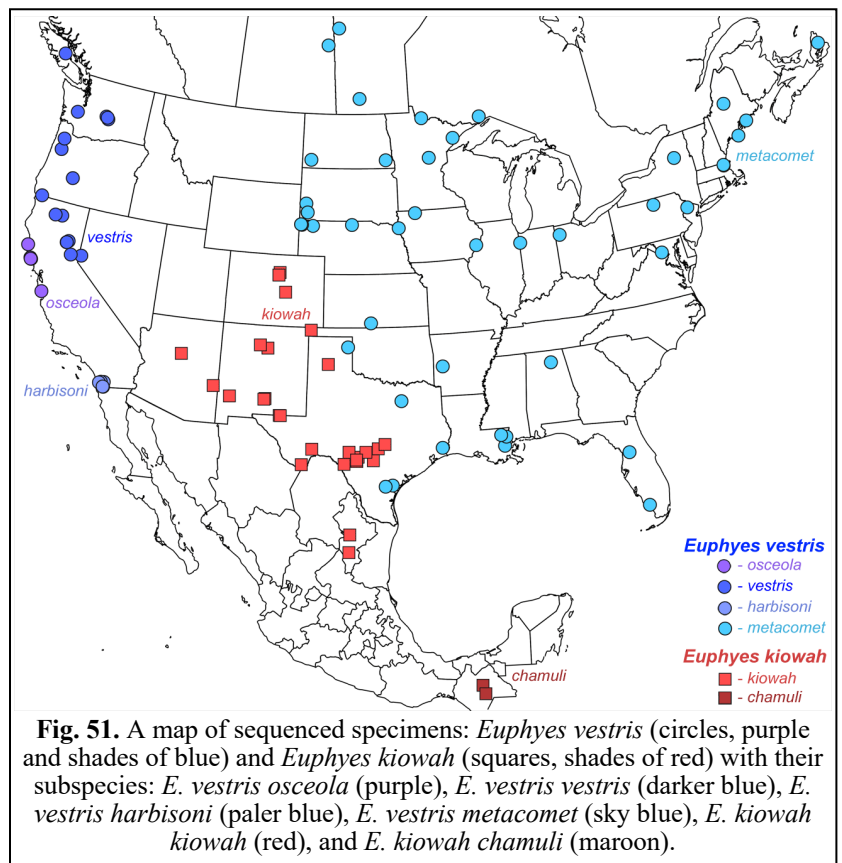 metacomet
vestris
osceola
kiowah
harbisoni
chamuli
Euphyes vestris
- osceola
- vestris
- harbisoni
- metacomet
Euphyes kiowah
- kiowah
- chamuli
Fig. 51. A map of sequenced specimens: Euphyes vestris (circles, purple
and shades of blue) and Euphyes kiowah (squares, shades of red) with their
subspecies: E. vestris osceola (purple), E. vestris vestris (darker blue), E.
vestris harbisoni (paler blue), E. vestris metacomet (sky blue), E. kiowah
kiowah (red), and E. kiowah chamuli (maroon).